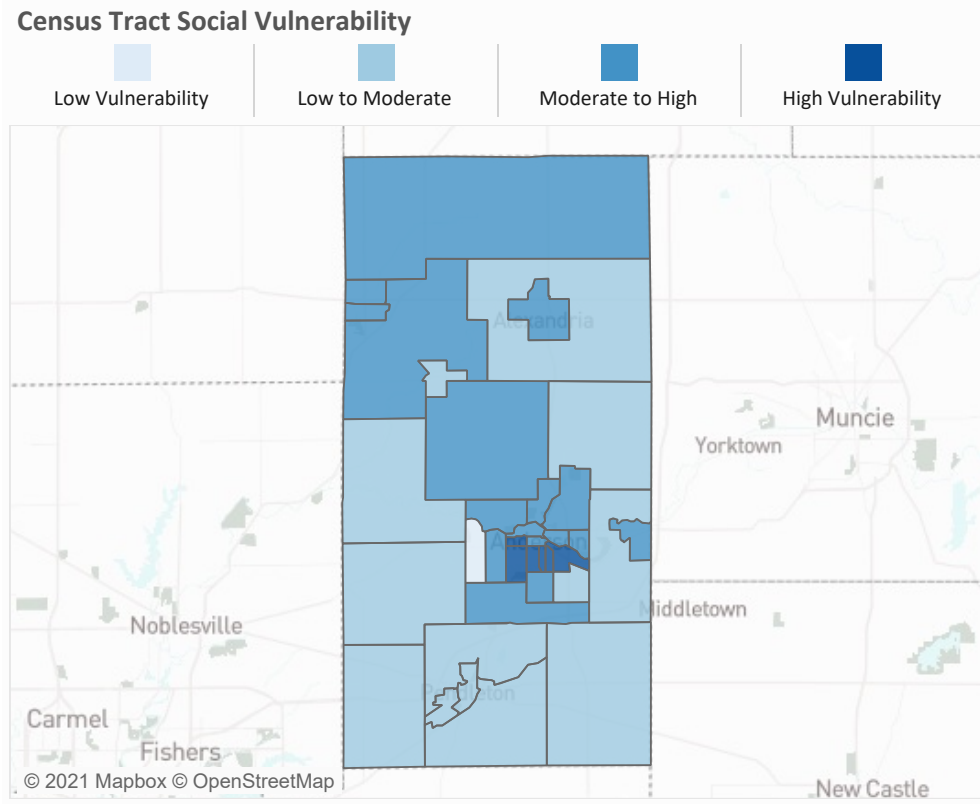 Census Tract Social Vulnerability
Low Vulnerability
Low to Moderate
Moderate to High
High Vulnerability
Alexandria
Muncie
Yorktown
Anderson
Middletown
Noblesville
Pendleton
Carmel
Fishers
© 2021 Mapbox © OpenStreetMap
New Castle